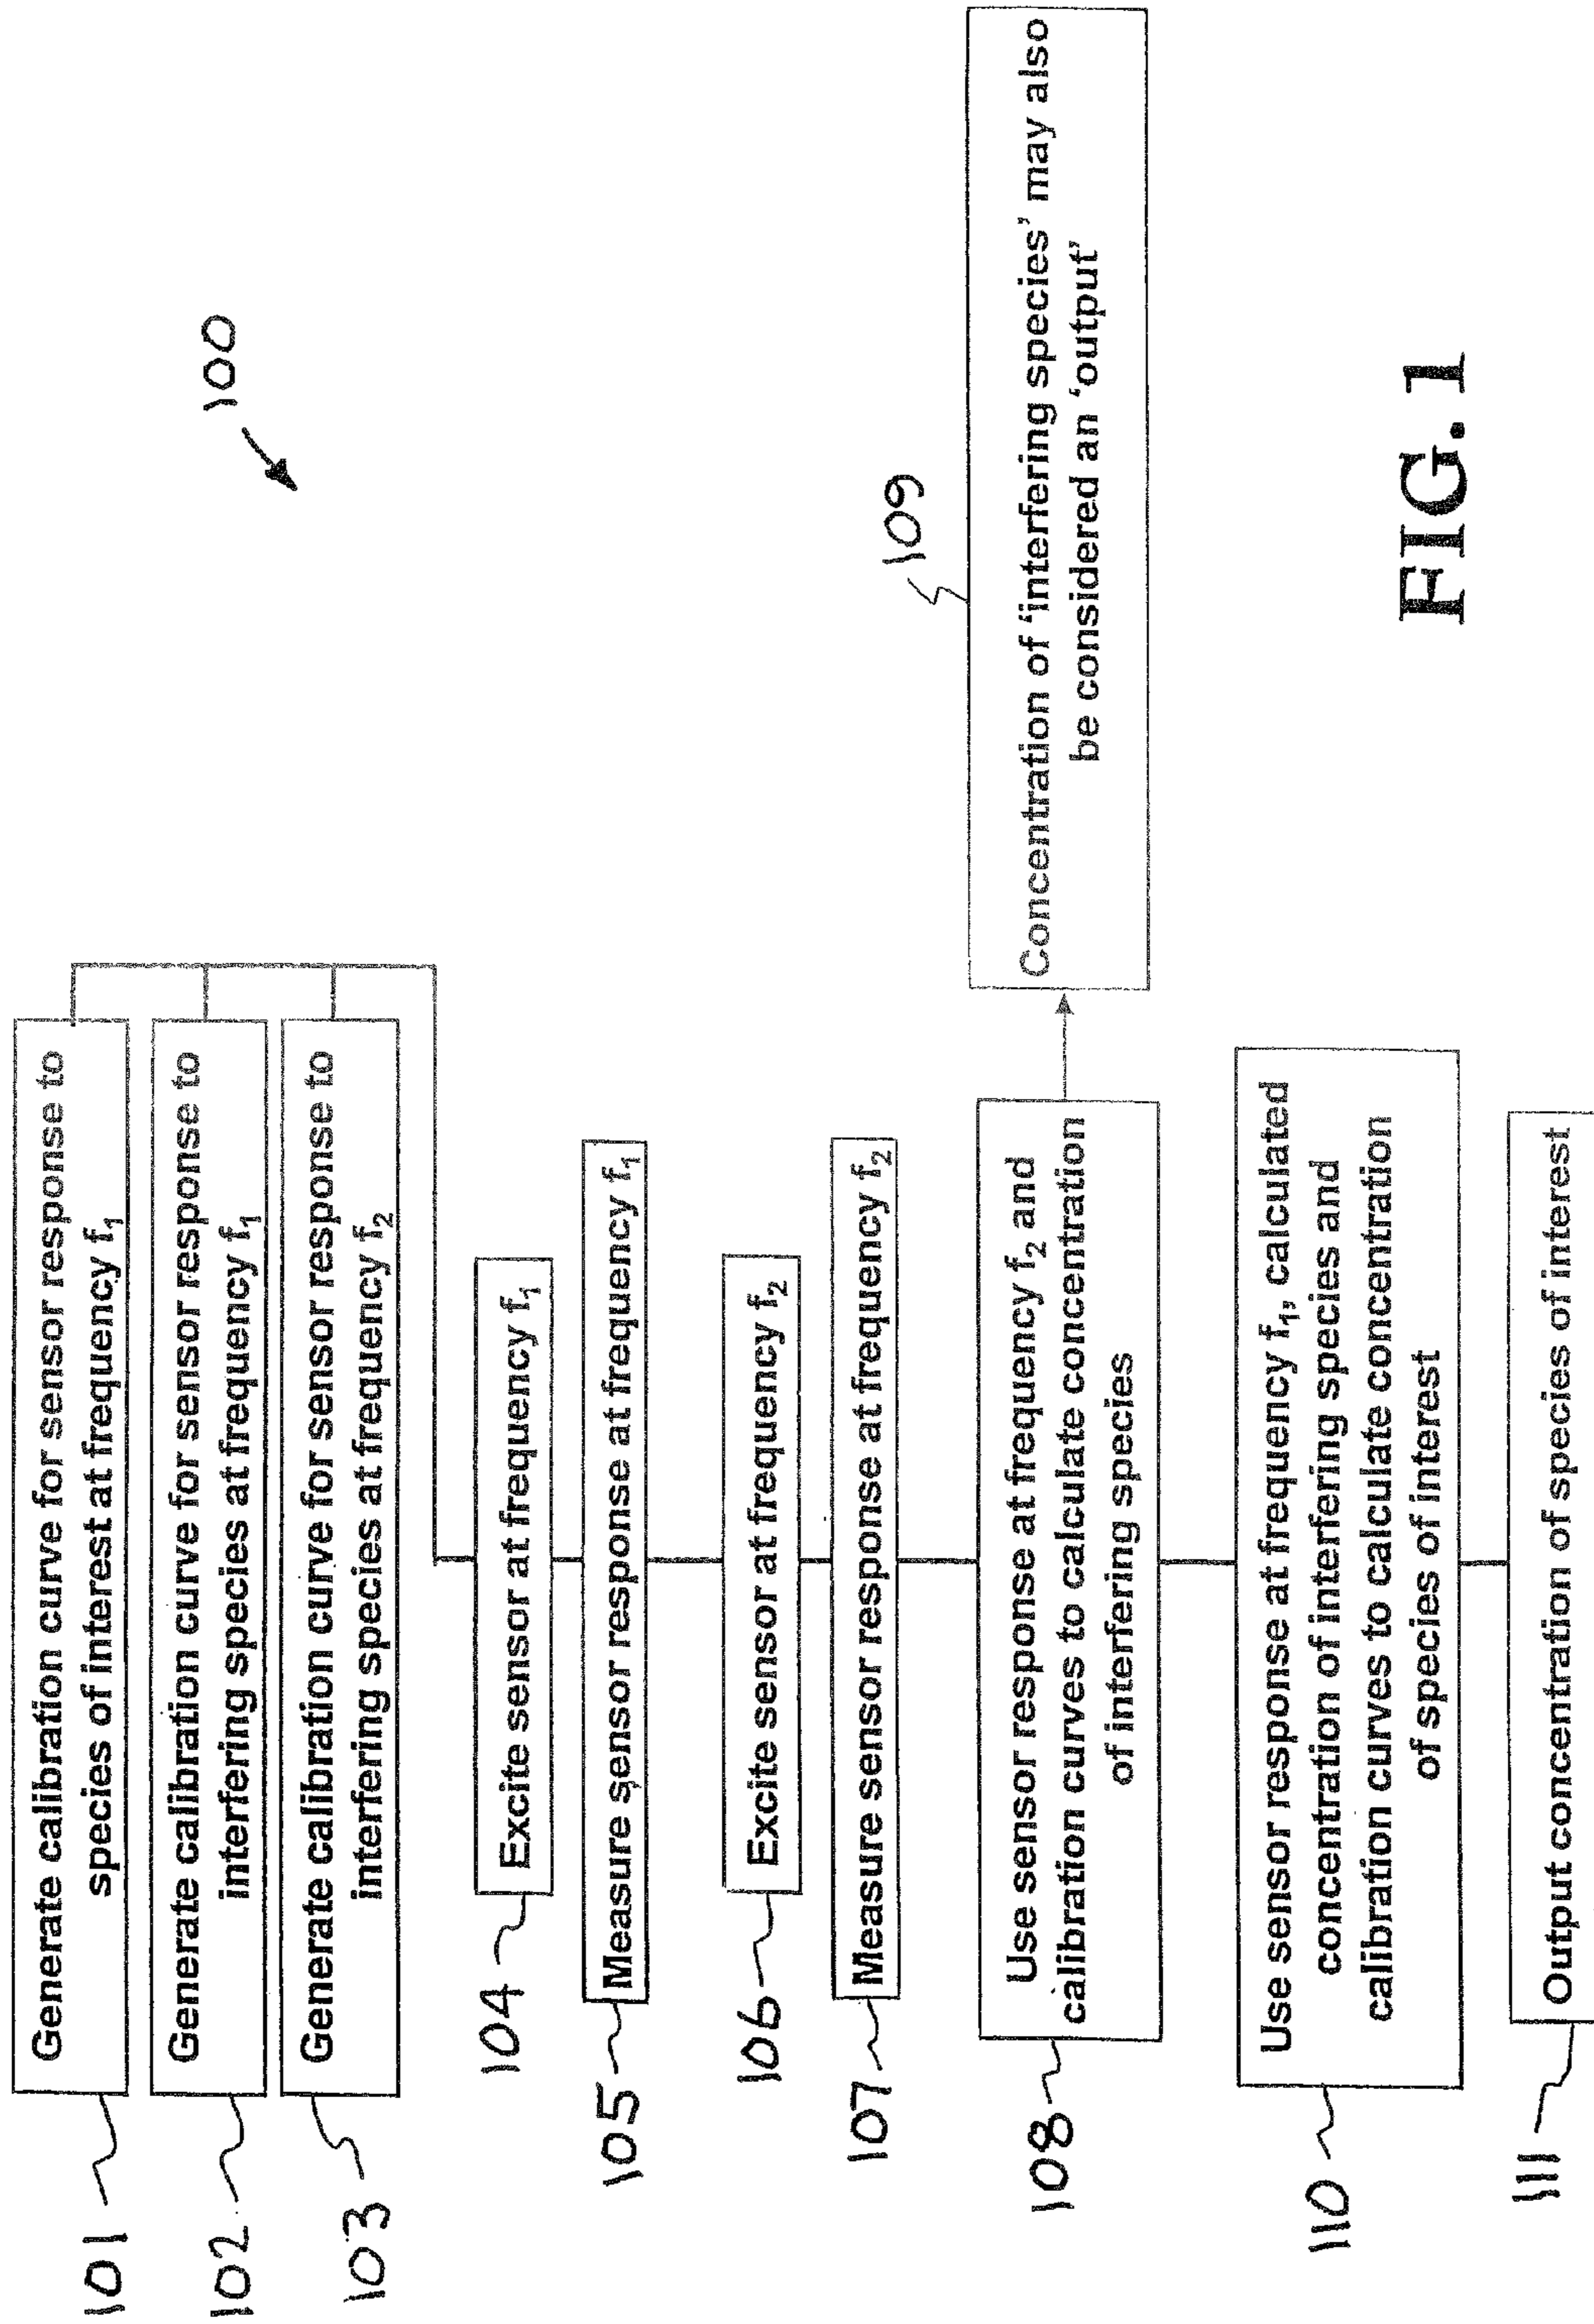 100
101
Generate calibration curve for sensor response to
species of interest at frequency f₁
102
Generate calibration curve for sensor response to
interfering species at frequency f₁
103
Generate calibration curve for sensor response to
interfering species at frequency f₂
104
Excite sensor at frequency f₁
105
Measure sensor response at frequency f₁
106
Excite sensor at frequency f₂
107
Measure sensor response at frequency f₂
108
Use sensor response at frequency f₂ and
calibration curves to calculate concentration
of interfering species
109
Concentration of ‘interfering species’ may also
be considered an ‘output’
110
Use sensor response at frequency f₁, calculated
concentration of interfering species and
calibration curves to calculate concentration
of species of interest
111
Output concentration of species of interest
FIG. 1